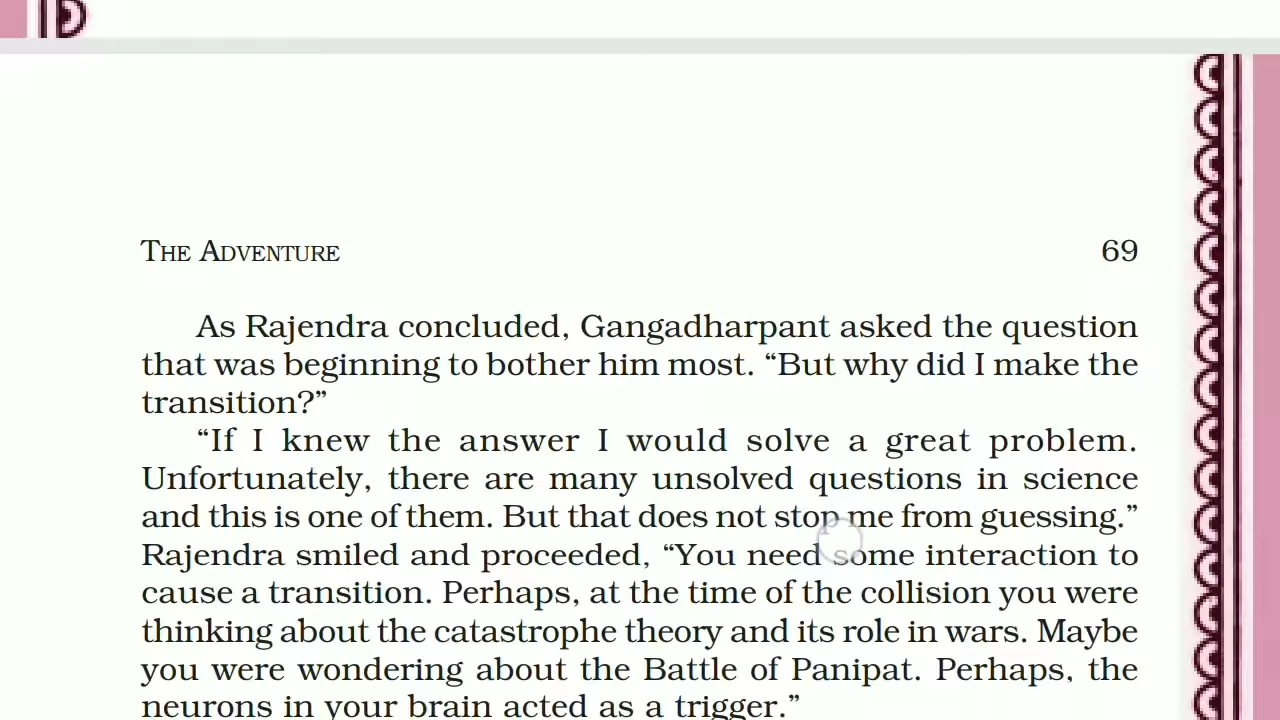 THE ADVENTURE 69
As Rajendra concluded, Gangadharpant asked the question
that was beginning to bother him most. “But why did I make the
transition?”
“If I knew the answer I would solve a great problem.
Unfortunately, there are many unsolved questions in science
and this is one of them. But that does not stop me from guessing.”
Rajendra smiled and proceeded, “You need some interaction to
cause a transition. Perhaps, at the time of the collision you were
thinking about the catastrophe theory and its role in wars. Maybe
you were wondering about the Battle of Panipat. Perhaps, the
neurons in your brain acted as a trigger.”